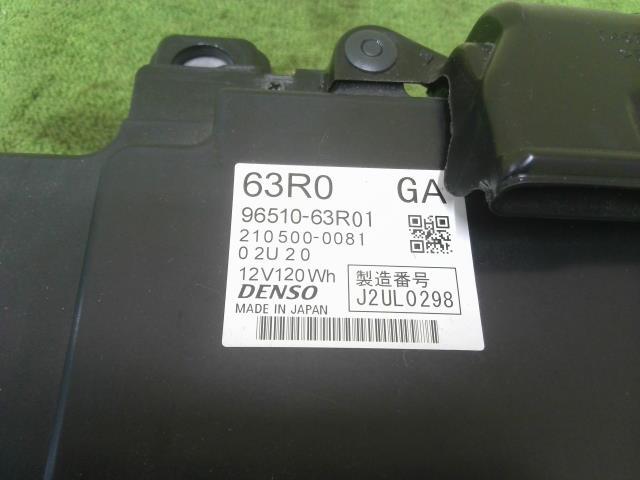 63R0 GA
96510-63R01
210500-0081
02U20
12V120Wh
DENSO
MADE IN JAPAN
製造番号
J2UL0298